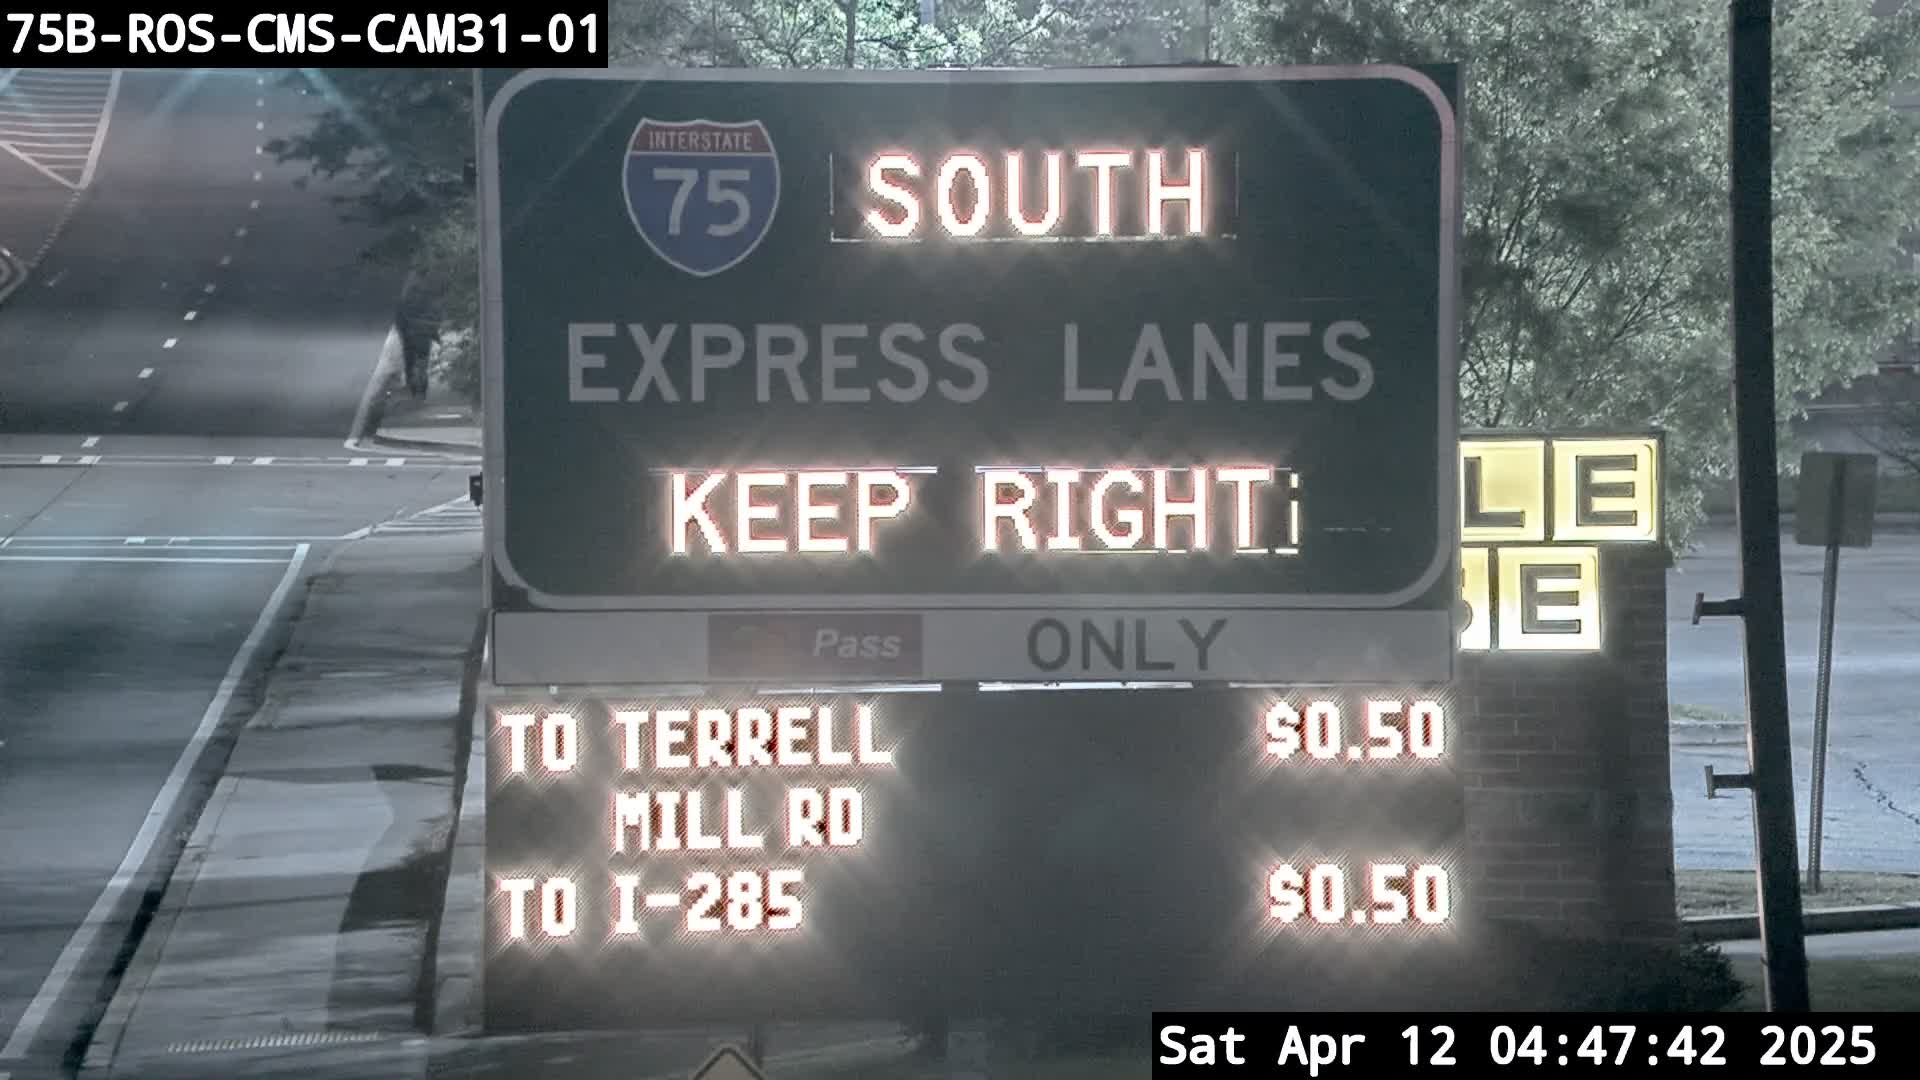 75B-ROS-CMS-CAM31-01
INTERSTATE
75
SOUTH
EXPRESS LANES
KEEP RIGHT
Pass ONLY
LE
E
TO TERRELL $0.50
MILL RD
TO I-285 $0.50
Sat Apr 12 04:47:42 2025